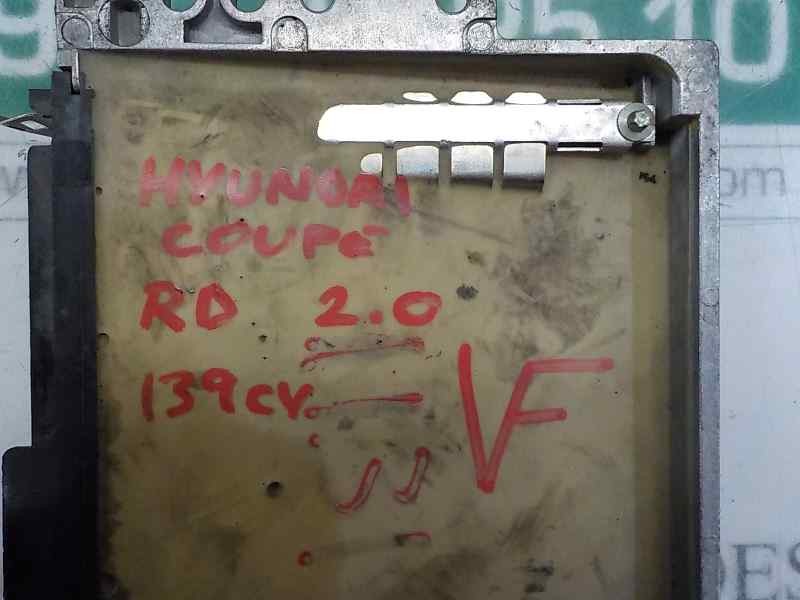 HYUNDAI
COUPE
RD 2.0
139CV
VF